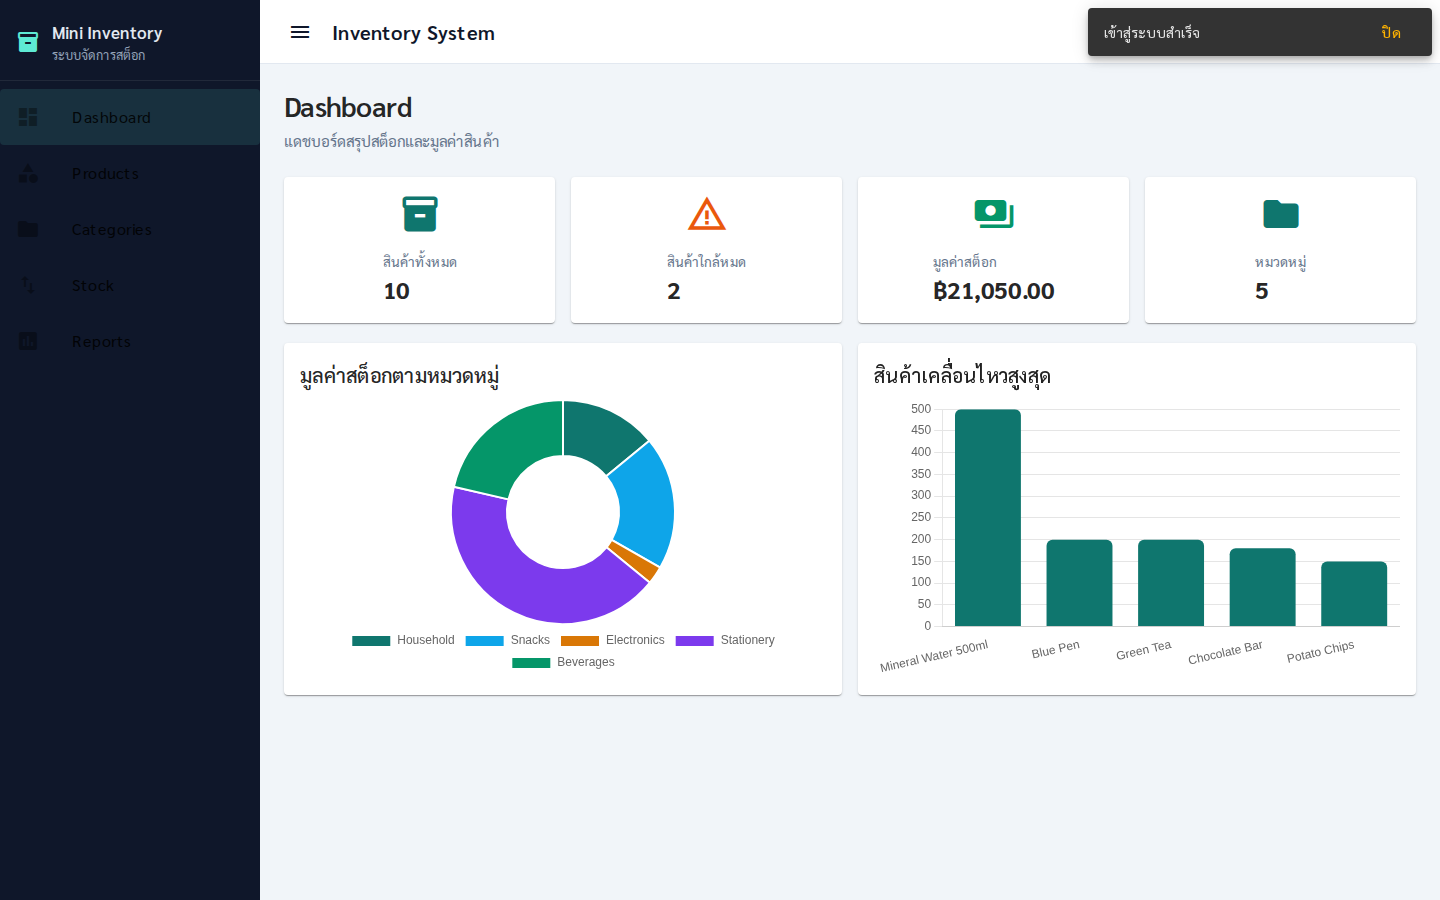 Mini Inventory
ระบบจัดการสต็อก
Dashboard
Products
Categories
Stock
Reports
Inventory System
เข้าสู่ระบบสำเร็จ
ปิด
Dashboard
แดชบอร์ดสรุปสต็อกและมูลค่าสินค้า
สินค้าทั้งหมด
10
สินค้าใกล้หมด
2
มูลค่าสต็อก
฿21,050.00
หมวดหมู่
5
มูลค่าสต็อกตามหมวดหมู่
Household
Snacks
Electronics
Stationery
Beverages
สินค้าเคลื่อนไหวสูงสุด
500
450
400
350
300
250
200
150
100
50
0
Mineral Water 500ml
Blue Pen
Green Tea
Chocolate Bar
Potato Chips